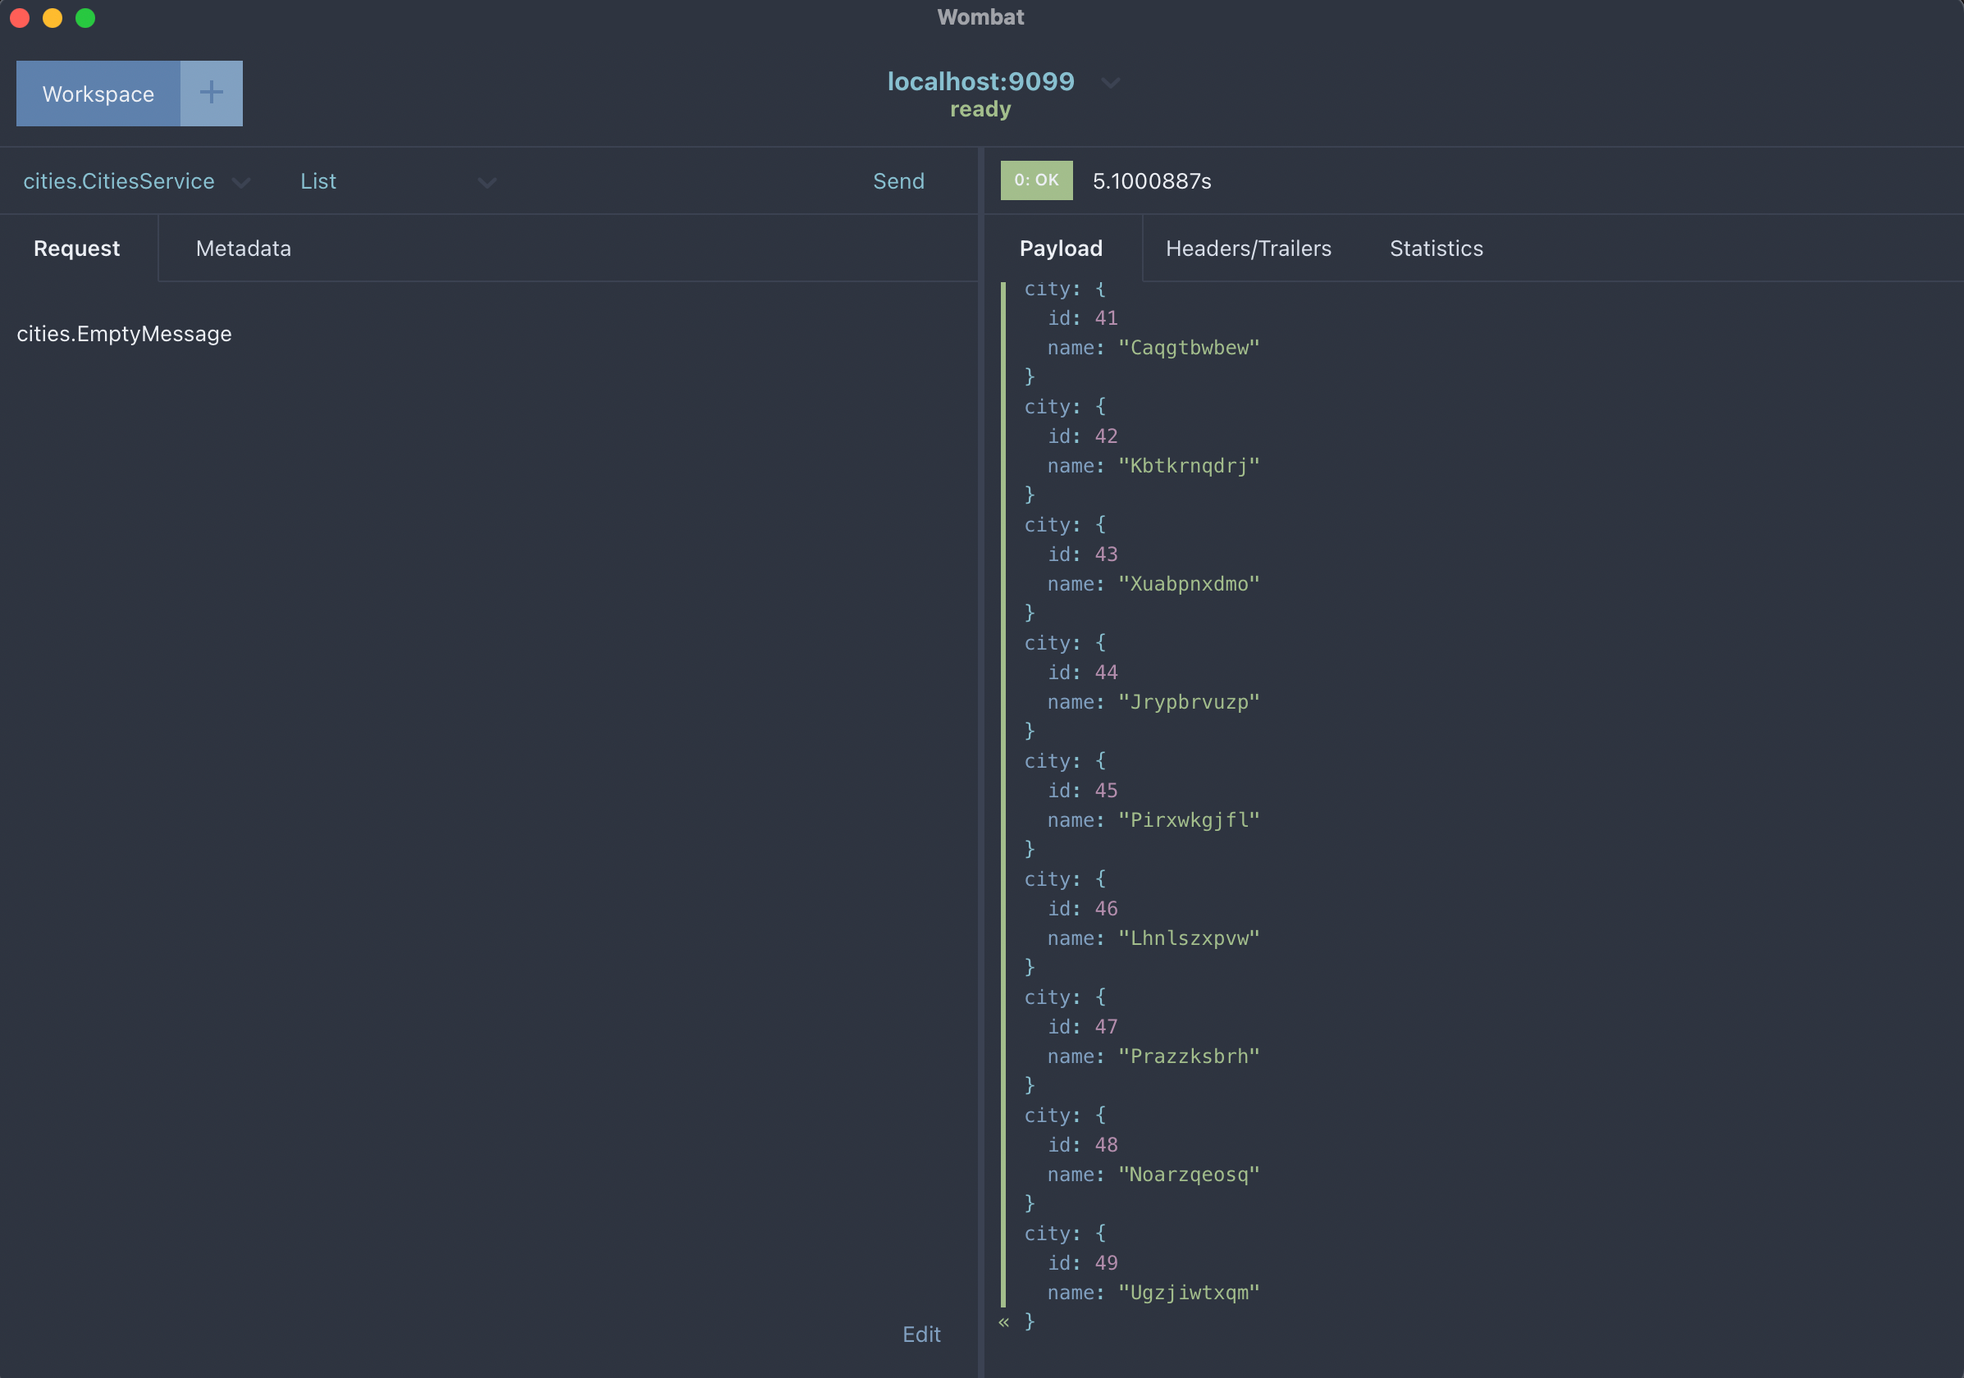 Wombat
Workspace +
localhost:9099
ready
cities.CitiesService List Send
Request Metadata
cities.EmptyMessage
Edit
0: OK 5.1000887s
Payload Headers/Trailers Statistics
city: {
id: 41
name: "Caqgtbwbew"
}
city: {
id: 42
name: "Kbtkrnqdrj"
}
city: {
id: 43
name: "Xuabpnxdmo"
}
city: {
id: 44
name: "Jrypbrvuzp"
}
city: {
id: 45
name: "Pirxwkgjfl"
}
city: {
id: 46
name: "Lhnlszxpvw"
}
city: {
id: 47
name: "Prazzksbrh"
}
city: {
id: 48
name: "Noarzqeosq"
}
city: {
id: 49
name: "Ugzjiwtxqm"
« }